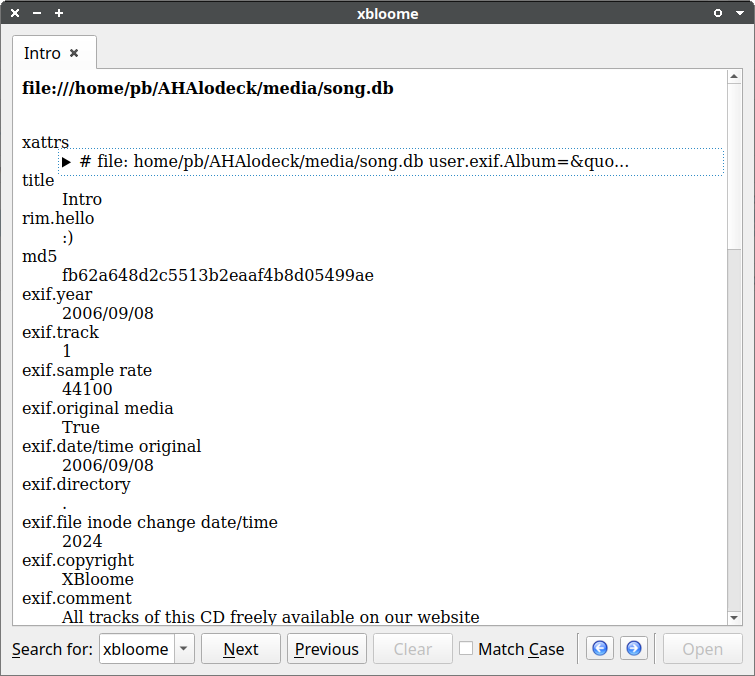 xbloome
Intro
file:///home/pb/AHAlodeck/media/song.db
xattrs
# file: home/pb/AHAlodeck/media/song.db user.exif.Album=&quo...
title
Intro
rim.hello
:)
md5
fb62a648d2c5513b2eaaf4b8d05499ae
exif.year
2006/09/08
exif.track
1
exif.sample rate
44100
exif.original media
True
exif.date/time original
2006/09/08
exif.directory
.
exif.file inode change date/time
2024
exif.copyright
XBloome
exif.comment
All tracks of this CD freely available on our website
Search for: xbloome Next Previous Clear Match Case Open